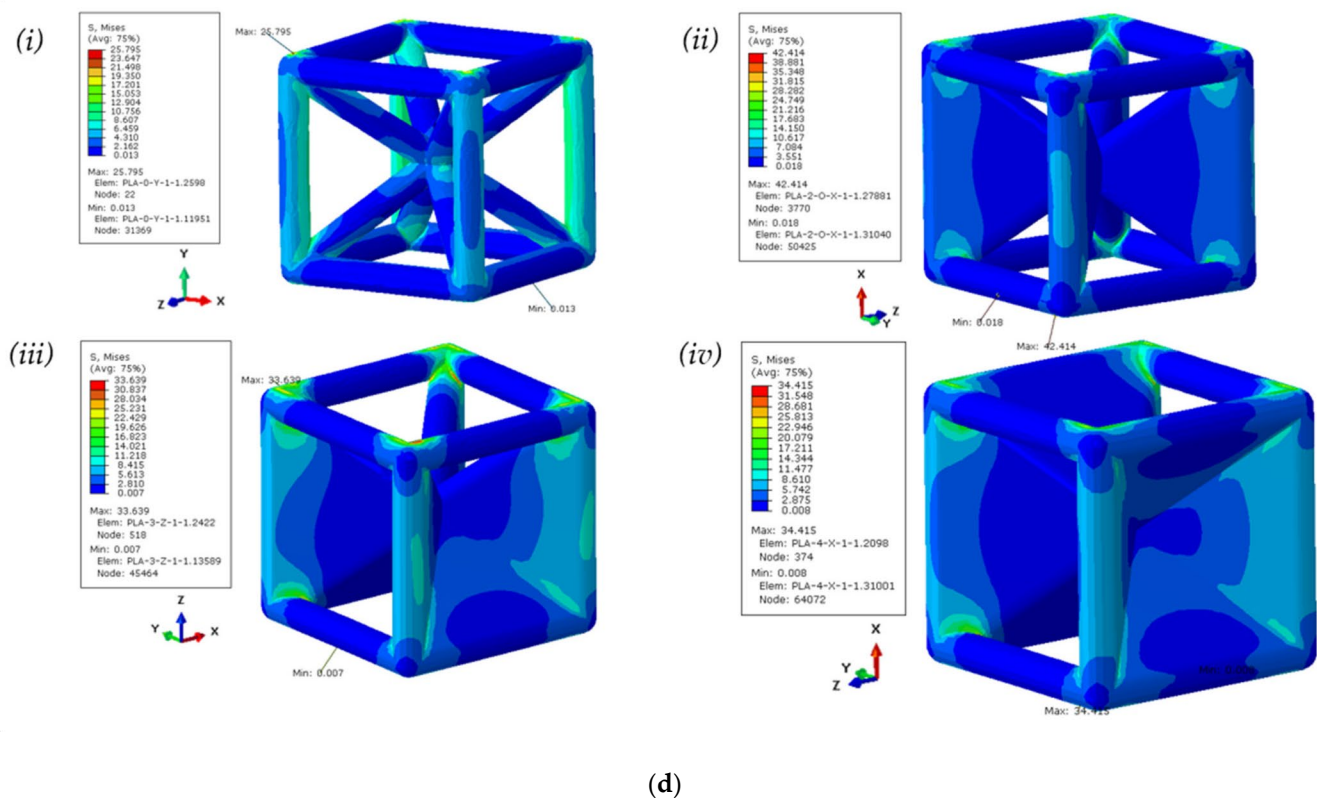 (i)
S, Mises
(Avg: 75%)
25.795
23.647
21.498
19.350
17.201
15.053
12.904
10.756
8.607
6.459
4.310
2.162
0.013
Max: 25.795
Elem: PLA-0-Y-1-1.2598
Node: 22
Min: 0.013
Elem: PLA-0-Y-1-1.11951
Node: 31369
Y
Z
X
Max: 25.795
Min: 0.013
(ii)
S, Mises
(Avg: 75%)
42.414
38.881
35.348
31.815
28.282
24.749
21.216
17.683
14.150
10.617
7.084
3.551
0.018
Max: 42.414
Elem: PLA-2-O-X-1-1.27881
Node: 3770
Min: 0.018
Elem: PLA-2-O-X-1-1.31040
Node: 50425
X
Z
Y
Min: 0.018
Max: 42.414
(iii)
S, Mises
(Avg: 75%)
33.639
30.837
28.034
25.231
22.429
19.626
16.823
14.021
11.218
8.415
5.613
2.810
0.007
Max: 33.639
Elem: PLA-3-Z-1-1.2422
Node: 518
Min: 0.007
Elem: PLA-3-Z-1-1.13589
Node: 45464
Z
Y
X
Max: 33.639
Min: 0.007
(iv)
S, Mises
(Avg: 75%)
34.415
31.548
28.681
25.813
22.946
20.079
17.211
14.344
11.477
8.610
5.742
2.875
0.008
Max: 34.415
Elem: PLA-4-X-1-1.2098
Node: 374
Min: 0.008
Elem: PLA-4-X-1-1.31001
Node: 64072
X
Y
Z
Min:
Max: 34.415
(d)